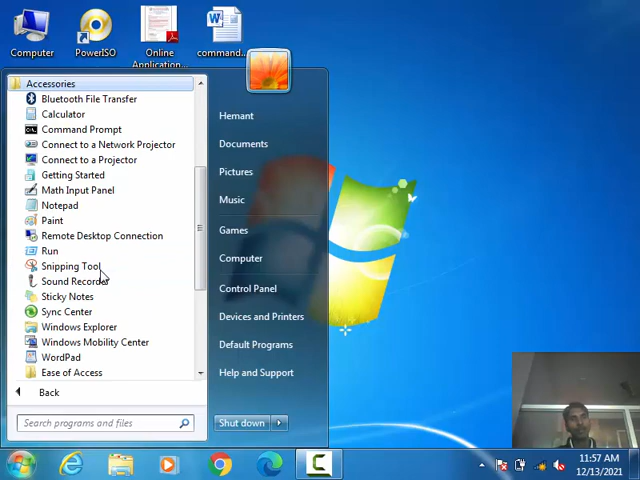 Computer
PowerISO
Online
Application...
command...
Accessories
Bluetooth File Transfer
Calculator
Command Prompt
Connect to a Network Projector
Connect to a Projector
Getting Started
Math Input Panel
Notepad
Paint
Remote Desktop Connection
Run
Snipping Tool
Sound Recorder
Sticky Notes
Sync Center
Windows Explorer
Windows Mobility Center
WordPad
Ease of Access
Back
Search programs and files
Hemant
Documents
Pictures
Music
Games
Computer
Control Panel
Devices and Printers
Default Programs
Help and Support
Shut down
11:57 AM
12/13/2021